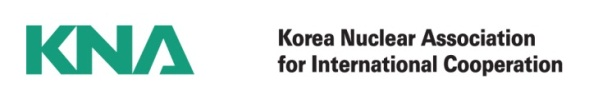 KNA
Korea Nuclear Association
for International Cooperation